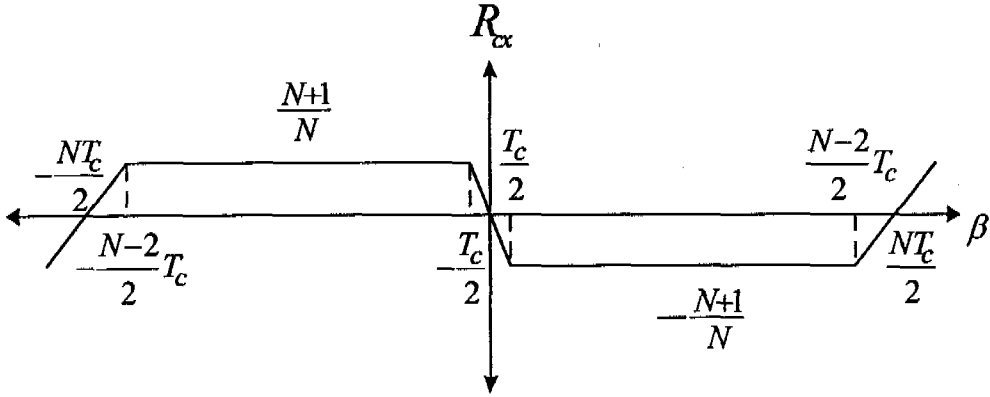 R_cx
(N+1)/N
-NT_c/2
T_c/2
(N-2)/2 T_c
-(N-2)/2 T_c
-T_c/2
NT_c/2
β
-(N+1)/N